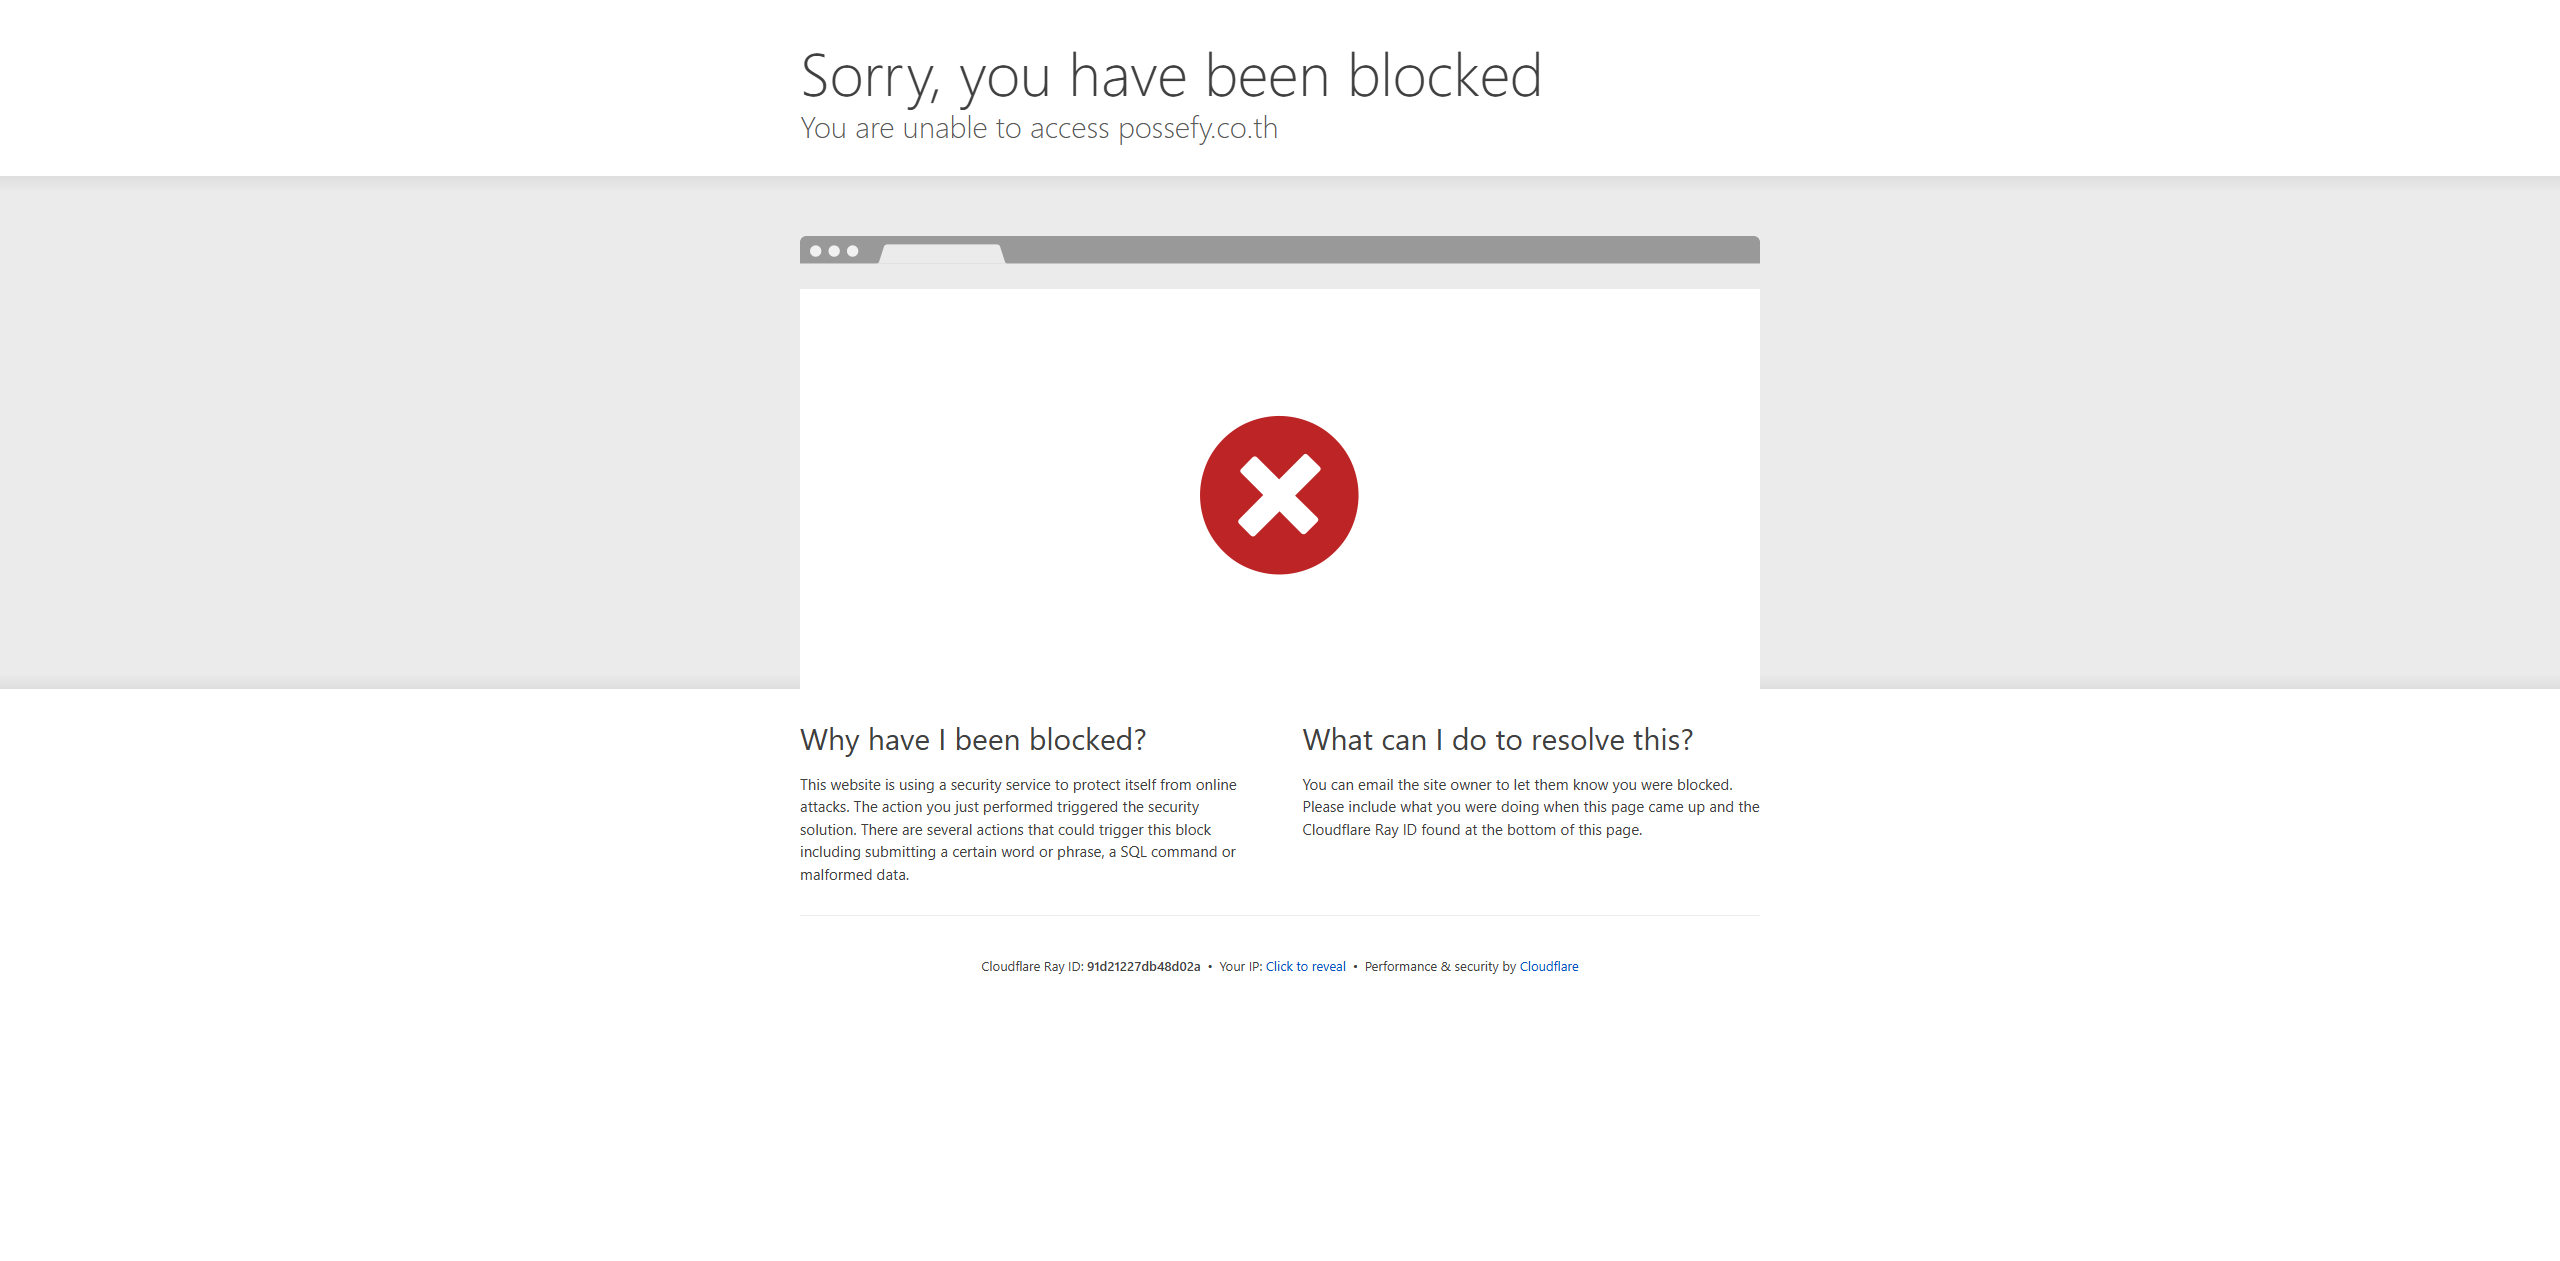 Sorry, you have been blocked
You are unable to access possefy.co.th
Why have I been blocked?
This website is using a security service to protect itself from online
attacks. The action you just performed triggered the security
solution. There are several actions that could trigger this block
including submitting a certain word or phrase, a SQL command or
malformed data.
What can I do to resolve this?
You can email the site owner to let them know you were blocked.
Please include what you were doing when this page came up and the
Cloudflare Ray ID found at the bottom of this page.
Cloudflare Ray ID: 91d21227db48d02a • Your IP: Click to reveal • Performance & security by Cloudflare